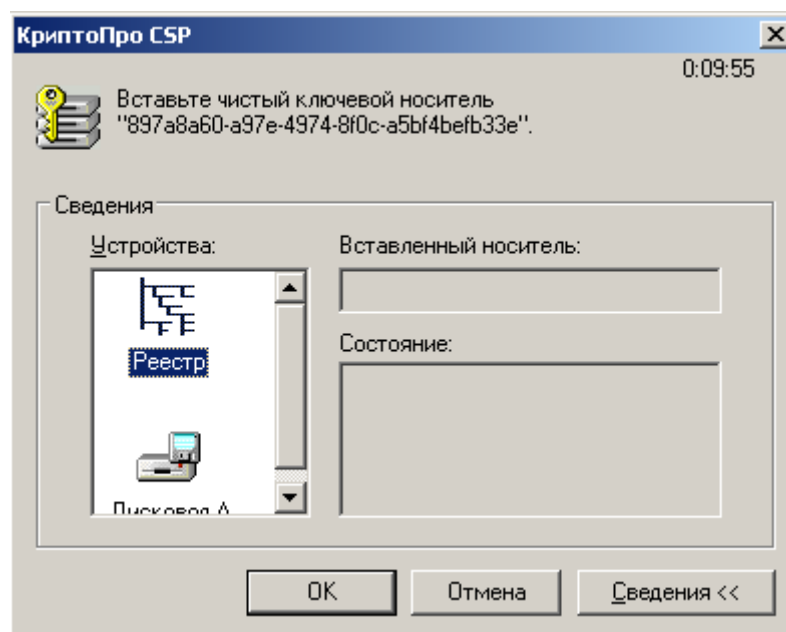 КриптоПро CSP
0:09:55
Вставьте чистый ключевой носитель
"897a8a60-a97e-4974-8f0c-a5bf4befb33e".
Сведения
Устройства:
Вставленный носитель:
Реестр
Состояние:
Дисковод A
OK
Отмена
Сведения <<